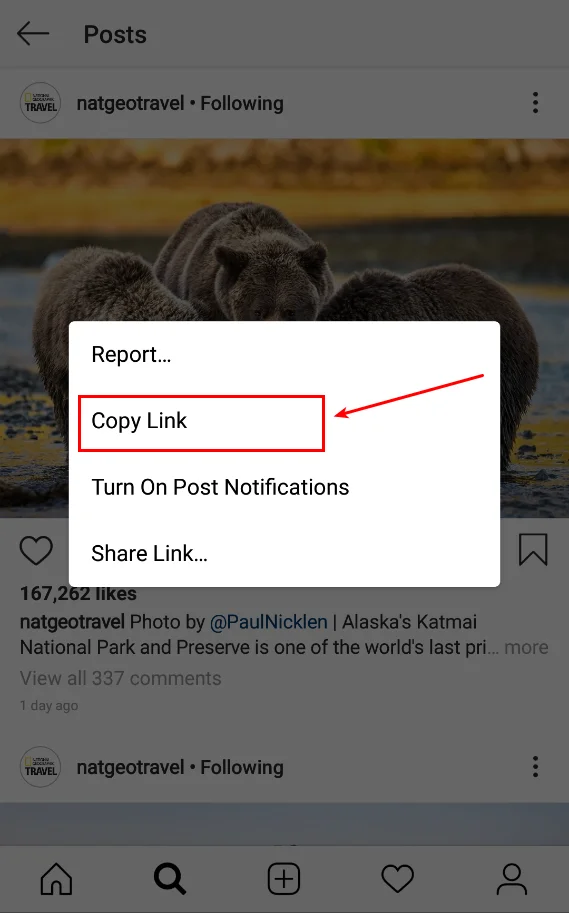 Posts
NATIONAL
GEOGRAPHIC
TRAVEL
natgeotravel • Following
Report...
Copy Link
Turn On Post Notifications
Share Link...
167,262 likes
natgeotravel Photo by @PaulNicklen | Alaska's Katmai
National Park and Preserve is one of the world's last pri... more
View all 337 comments
1 day ago
NATIONAL
GEOGRAPHIC
TRAVEL
natgeotravel • Following